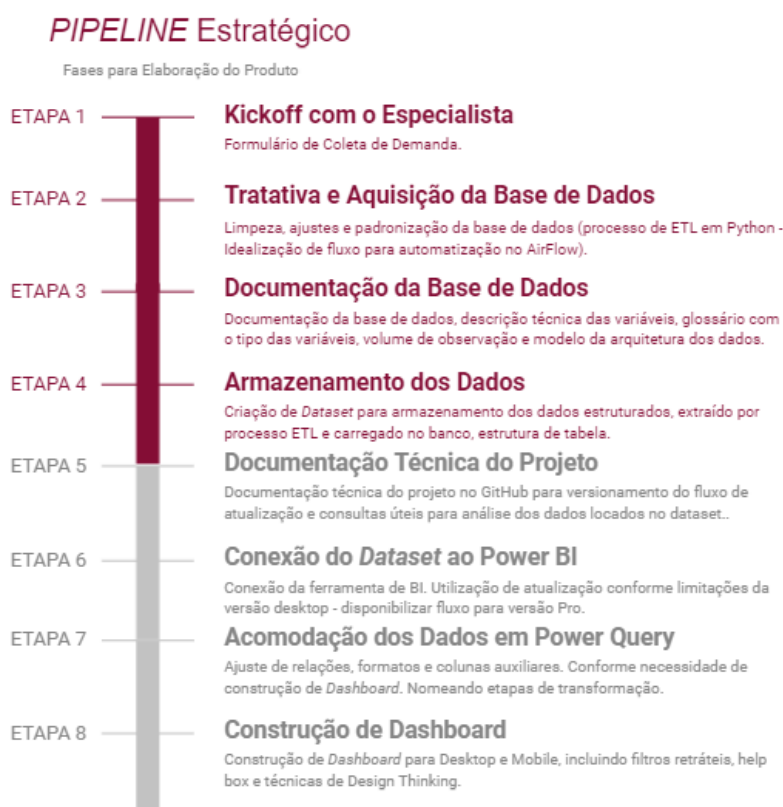 PIPELINE Estratégico
Fases para Elaboração do Produto
ETAPA 1
Kickoff com o Especialista
Formulário de Coleta de Demanda.
ETAPA 2
Tratativa e Aquisição da Base de Dados
Limpeza, ajustes e padronização da base de dados (processo de ETL em Python -
Idealização de fluxo para automatização no AirFlow).
ETAPA 3
Documentação da Base de Dados
Documentação da base de dados, descrição técnica das variáveis, glossário com
o tipo das variáveis, volume de observação e modelo da arquitetura dos dados.
ETAPA 4
Armazenamento dos Dados
Criação de Dataset para armazenamento dos dados estruturados, extraído por
processo ETL e carregado no banco, estrutura de tabela.
ETAPA 5
Documentação Técnica do Projeto
Documentação técnica do projeto no GitHub para versionamento do fluxo de
atualização e consultas úteis para análise dos dados locados no dataset..
ETAPA 6
Conexão do Dataset ao Power BI
Conexão da ferramenta de BI. Utilização de atualização conforme limitações da
versão desktop - disponibilizar fluxo para versão Pro.
ETAPA 7
Acomodação dos Dados em Power Query
Ajuste de relações, formatos e colunas auxiliares. Conforme necessidade de
construção de Dashboard. Nomeando etapas de transformação.
ETAPA 8
Construção de Dashboard
Construção de Dashboard para Desktop e Mobile, incluindo filtros retráteis, help
box e técnicas de Design Thinking.